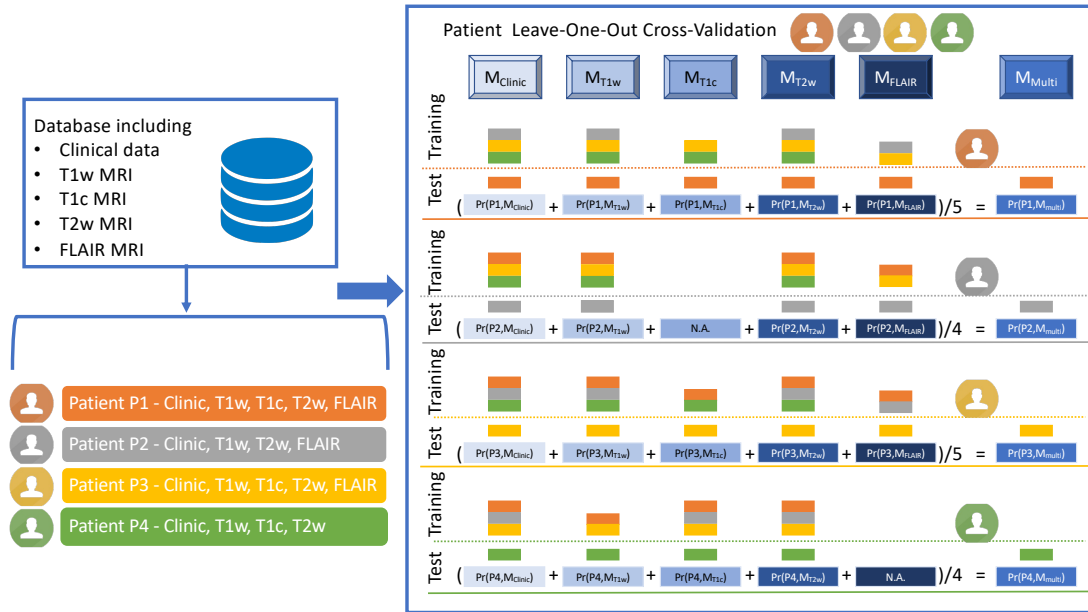 Patient Leave-One-Out Cross-Validation
MClinic
MT1w
MT1c
MT2w
MFLAIR
MMulti
Database including
• Clinical data
• T1w MRI
• T1c MRI
• T2w MRI
• FLAIR MRI
Patient P1 - Clinic, T1w, T1c, T2w, FLAIR
Patient P2 - Clinic, T1w, T2w, FLAIR
Patient P3 - Clinic, T1w, T1c, T2w, FLAIR
Patient P4 - Clinic, T1w, T1c, T2w
Training
Test
(Pr(P1,MClinic) + Pr(P1,MT1w) + Pr(P1,MT1c) + Pr(P1,MT2w) + Pr(P1,MFLAIR))/5 = Pr(P1,Mmulti)
Training
Test
(Pr(P2,MClinic) + Pr(P2,MT1w) + N.A. + Pr(P2,MT2w) + Pr(P2,MFLAIR))/4 = Pr(P2,Mmulti)
Training
Test
(Pr(P3,MClinic) + Pr(P3,MT1w) + Pr(P3,MT1c) + Pr(P3,MT2w) + Pr(P3,MFLAIR))/5 = Pr(P3,Mmulti)
Training
Test
(Pr(P4,MClinic) + Pr(P4,MT1w) + Pr(P4,MT1c) + Pr(P4,MT2w) + N.A. )/4 = Pr(P4,Mmulti)